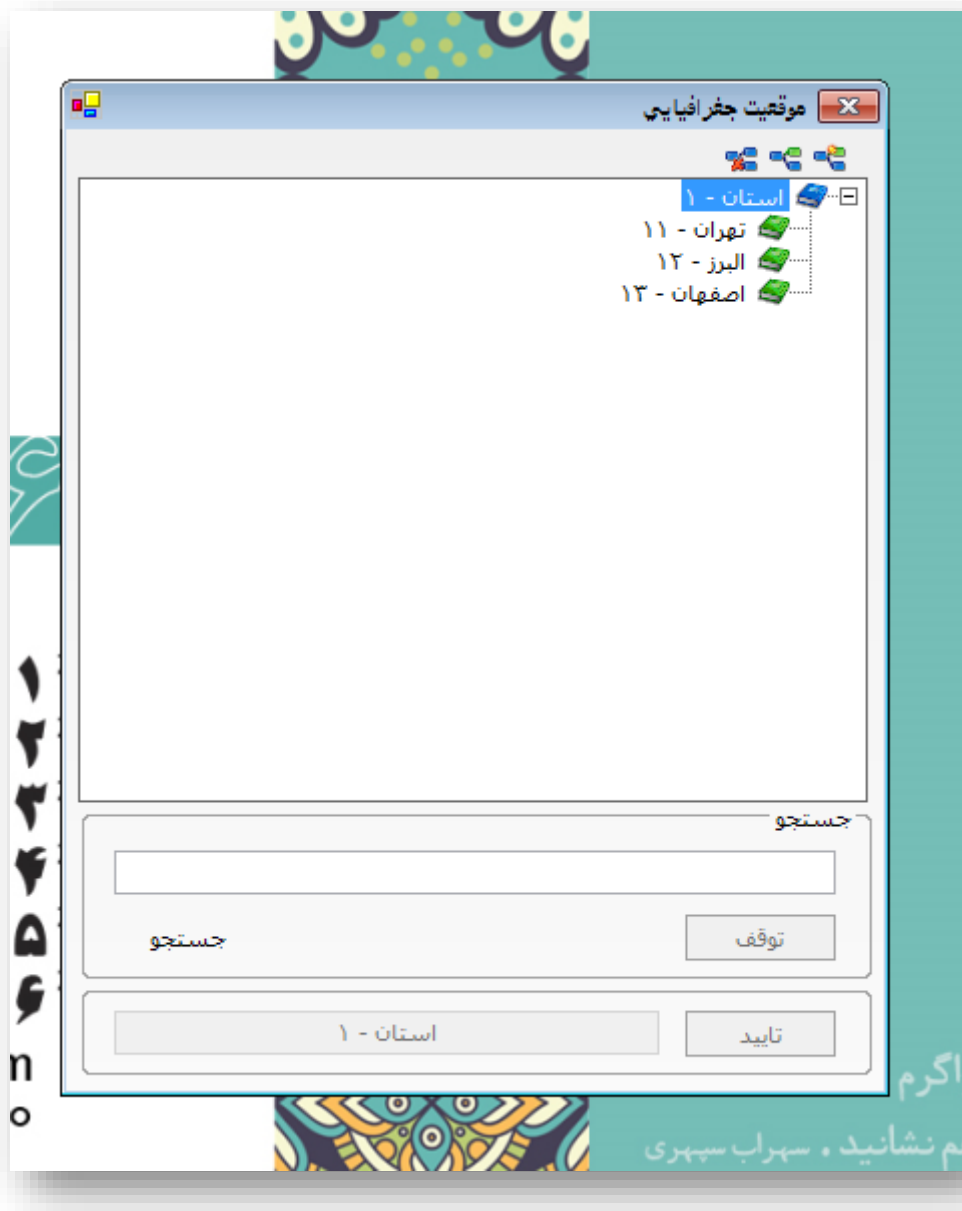 موقعيت جغرافيايي
استان - ۱
تهران - ۱۱
البرز - ۱۲
اصفهان - ۱۳
جستجو
توقف
جستجو
تاييد
استان - ۱
۱
۲
۳
۴
۵
۶
m
اگرم
نشانید . سهراب سپهری